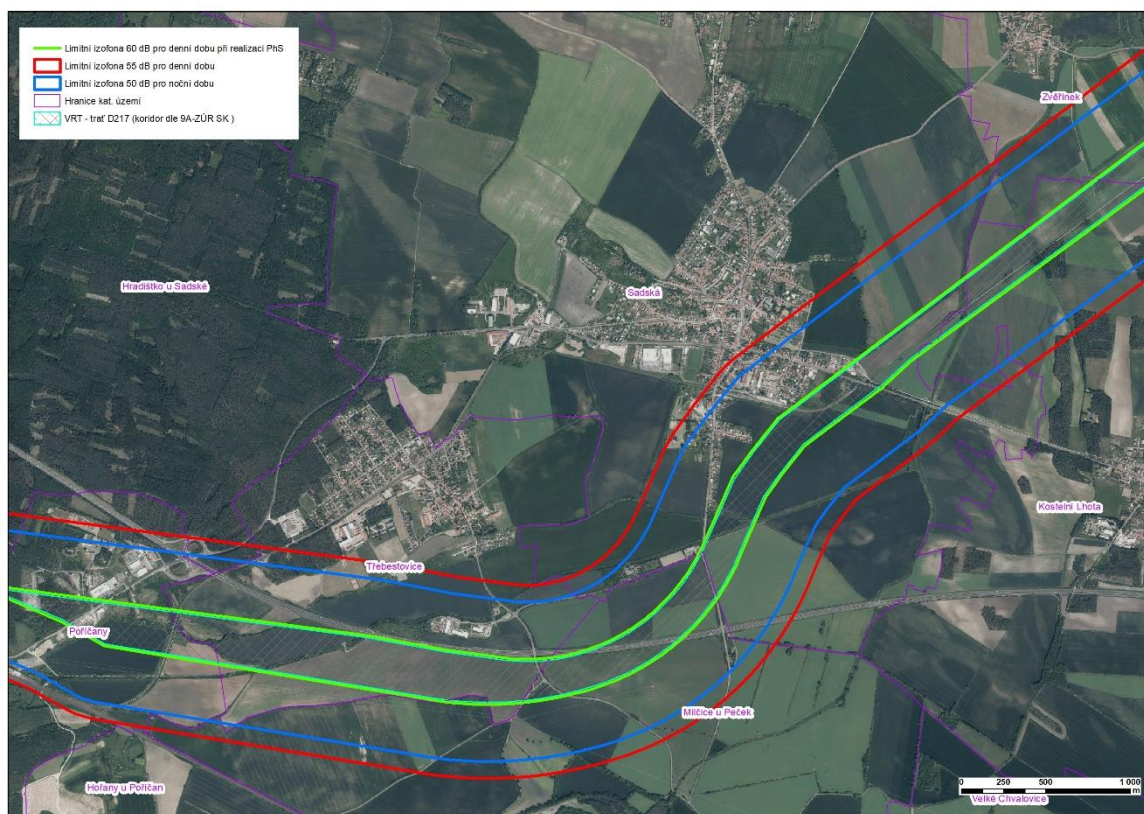 Limitní izofona 60 dB pro denní dobu při realizaci PhS
Limitní izofona 55 dB pro denní dobu
Limitní izofona 50 dB pro noční dobu
Hranice kat. území
VRT - trať D217 (koridor dle 9A-ZÚR SK )
Zvěřínek
Hradištko u Sadské
Sadská
Kostelní Lhota
Třebestovice
Poříčany
Milčice u Peček
Hořany u Poříčan
0 250 500 1 000
m
Velké Chvalovice